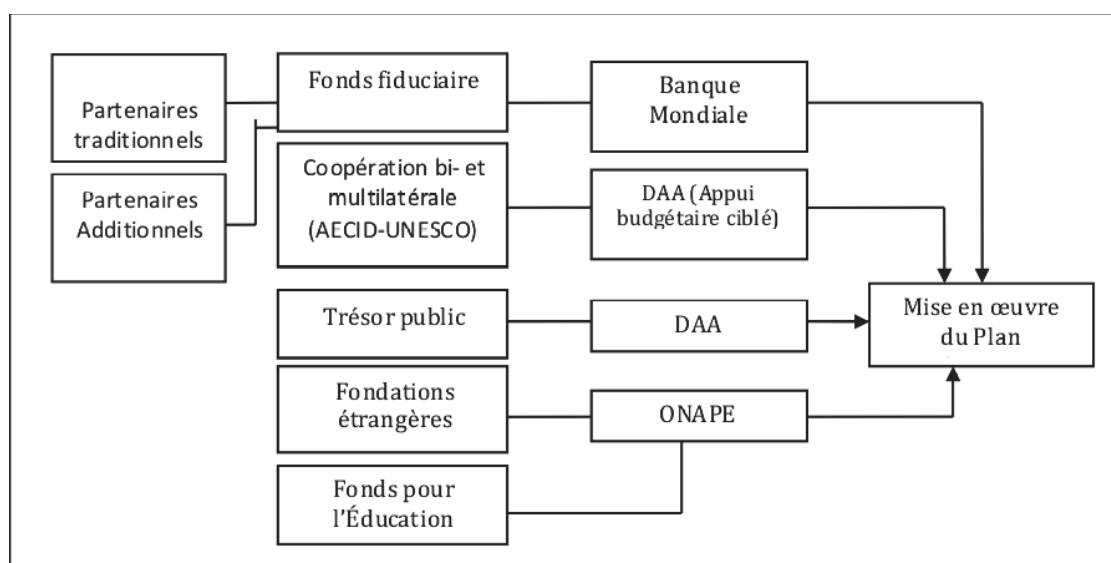 Partenaires
traditionnels
Partenaires
Additionnels
Fonds fiduciaire
Coopération bi- et
multilatérale
(AECID-UNESCO)
Trésor public
Fondations
étrangères
Fonds pour
l'Éducation
Banque
Mondiale
DAA (Appui
budgétaire ciblé)
DAA
ONAPE
Mise en œuvre
du Plan